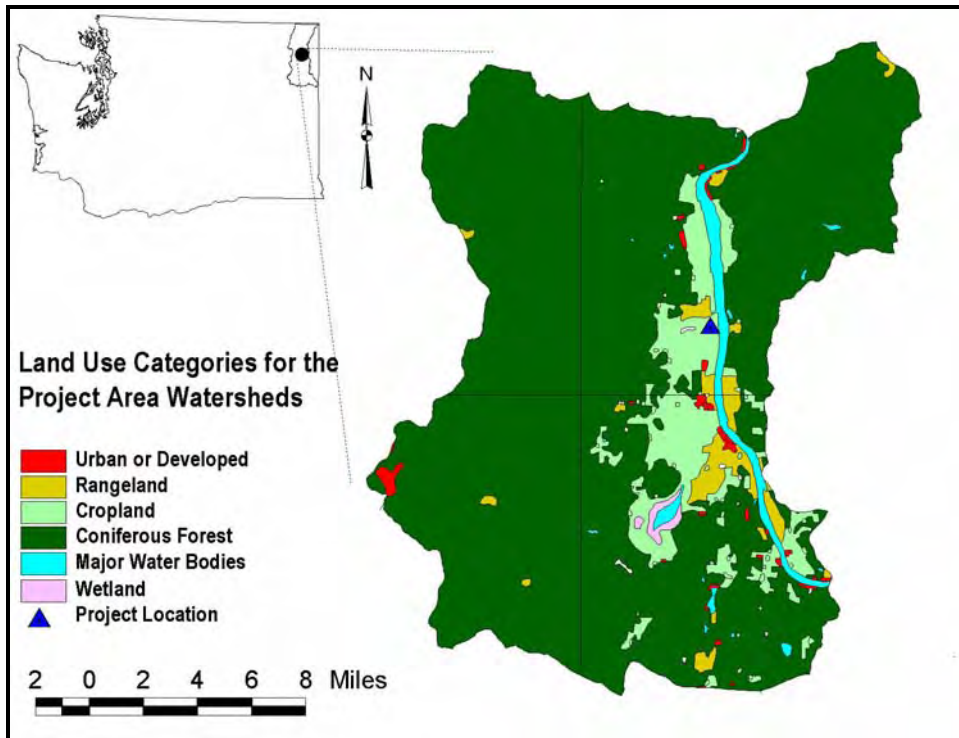 N
Land Use Categories for the
Project Area Watersheds
Urban or Developed
Rangeland
Cropland
Coniferous Forest
Major Water Bodies
Wetland
Project Location
2 0 2 4 6 8 Miles